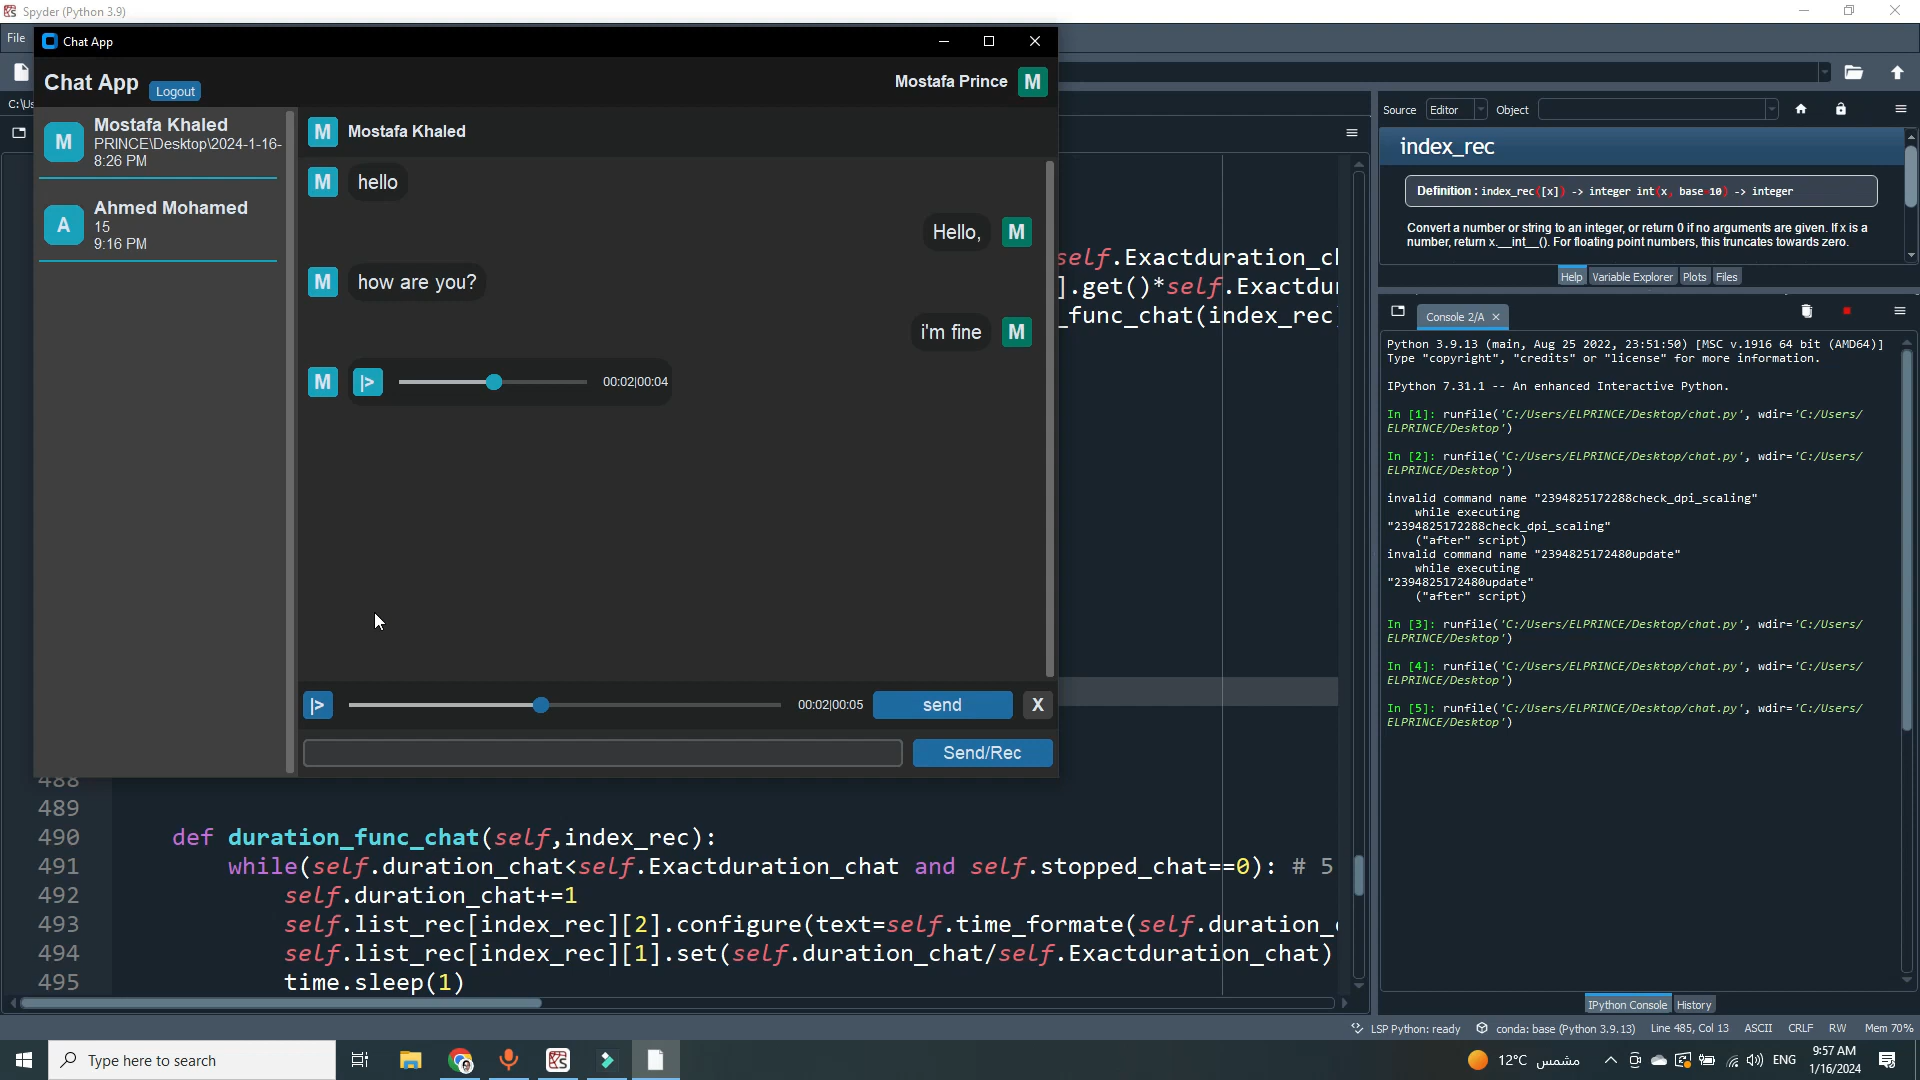 Spyder (Python 3.9)
File
Chat App
Chat App
Logout
Mostafa Prince
M
C:\Us
M
Mostafa Khaled
PRINCE\Desktop\2024-1-16-
8:26 PM
A
Ahmed Mohamed
15
9:16 PM
M
Mostafa Khaled
M
hello
Hello,
M
M
how are you?
i'm fine
M
M
|>
00:02|00:04
|>
00:02|00:05
send
X
Send/Rec
self.Exactduration_ch
].get()*self.Exactdur
_func_chat(index_rec)
488
489
490 def duration_func_chat(self,index_rec):
491 while(self.duration_chat<self.Exactduration_chat and self.stopped_chat==0): # 5
492 self.duration_chat+=1
493 self.list_rec[index_rec][2].configure(text=self.time_formate(self.duration_c
494 self.list_rec[index_rec][1].set(self.duration_chat/self.Exactduration_chat)
495 time.sleep(1)
Source
Editor
Object
index_rec
Definition : index_rec([x]) -> integer int(x, base=10) -> integer
Convert a number or string to an integer, or return 0 if no arguments are given. If x is a
number, return x.__int__(). For floating point numbers, this truncates towards zero.
Help
Variable Explorer
Plots
Files
Console 2/A
Python 3.9.13 (main, Aug 25 2022, 23:51:50) [MSC v.1916 64 bit (AMD64)]
Type "copyright", "credits" or "license" for more information.
IPython 7.31.1 -- An enhanced Interactive Python.
In [1]: runfile('C:/Users/ELPRINCE/Desktop/chat.py', wdir='C:/Users/
ELPRINCE/Desktop')
In [2]: runfile('C:/Users/ELPRINCE/Desktop/chat.py', wdir='C:/Users/
ELPRINCE/Desktop')
invalid command name "2394825172288check_dpi_scaling"
while executing
"2394825172288check_dpi_scaling"
("after" script)
invalid command name "2394825172480update"
while executing
"2394825172480update"
("after" script)
In [3]: runfile('C:/Users/ELPRINCE/Desktop/chat.py', wdir='C:/Users/
ELPRINCE/Desktop')
In [4]: runfile('C:/Users/ELPRINCE/Desktop/chat.py', wdir='C:/Users/
ELPRINCE/Desktop')
In [5]: runfile('C:/Users/ELPRINCE/Desktop/chat.py', wdir='C:/Users/
ELPRINCE/Desktop')
IPython Console
History
LSP Python: ready
conda: base (Python 3.9.13)
Line 485, Col 13
ASCII
CRLF
RW
Mem 70%
Type here to search
12°C مشمس
ENG
9:57 AM
1/16/2024